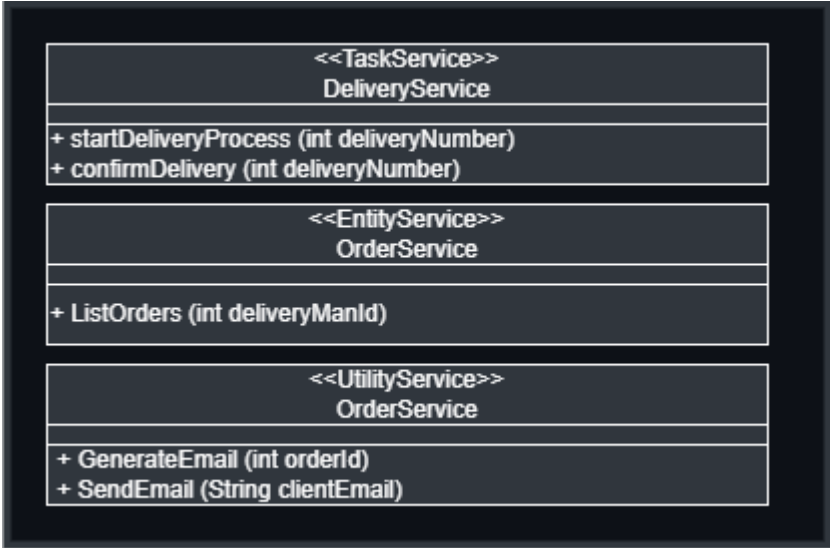 <<TaskService>>
DeliveryService
+ startDeliveryProcess (int deliveryNumber)
+ confirmDelivery (int deliveryNumber)
<<EntityService>>
OrderService
+ ListOrders (int deliveryManId)
<<UtilityService>>
OrderService
+ GenerateEmail (int orderId)
+ SendEmail (String clientEmail)